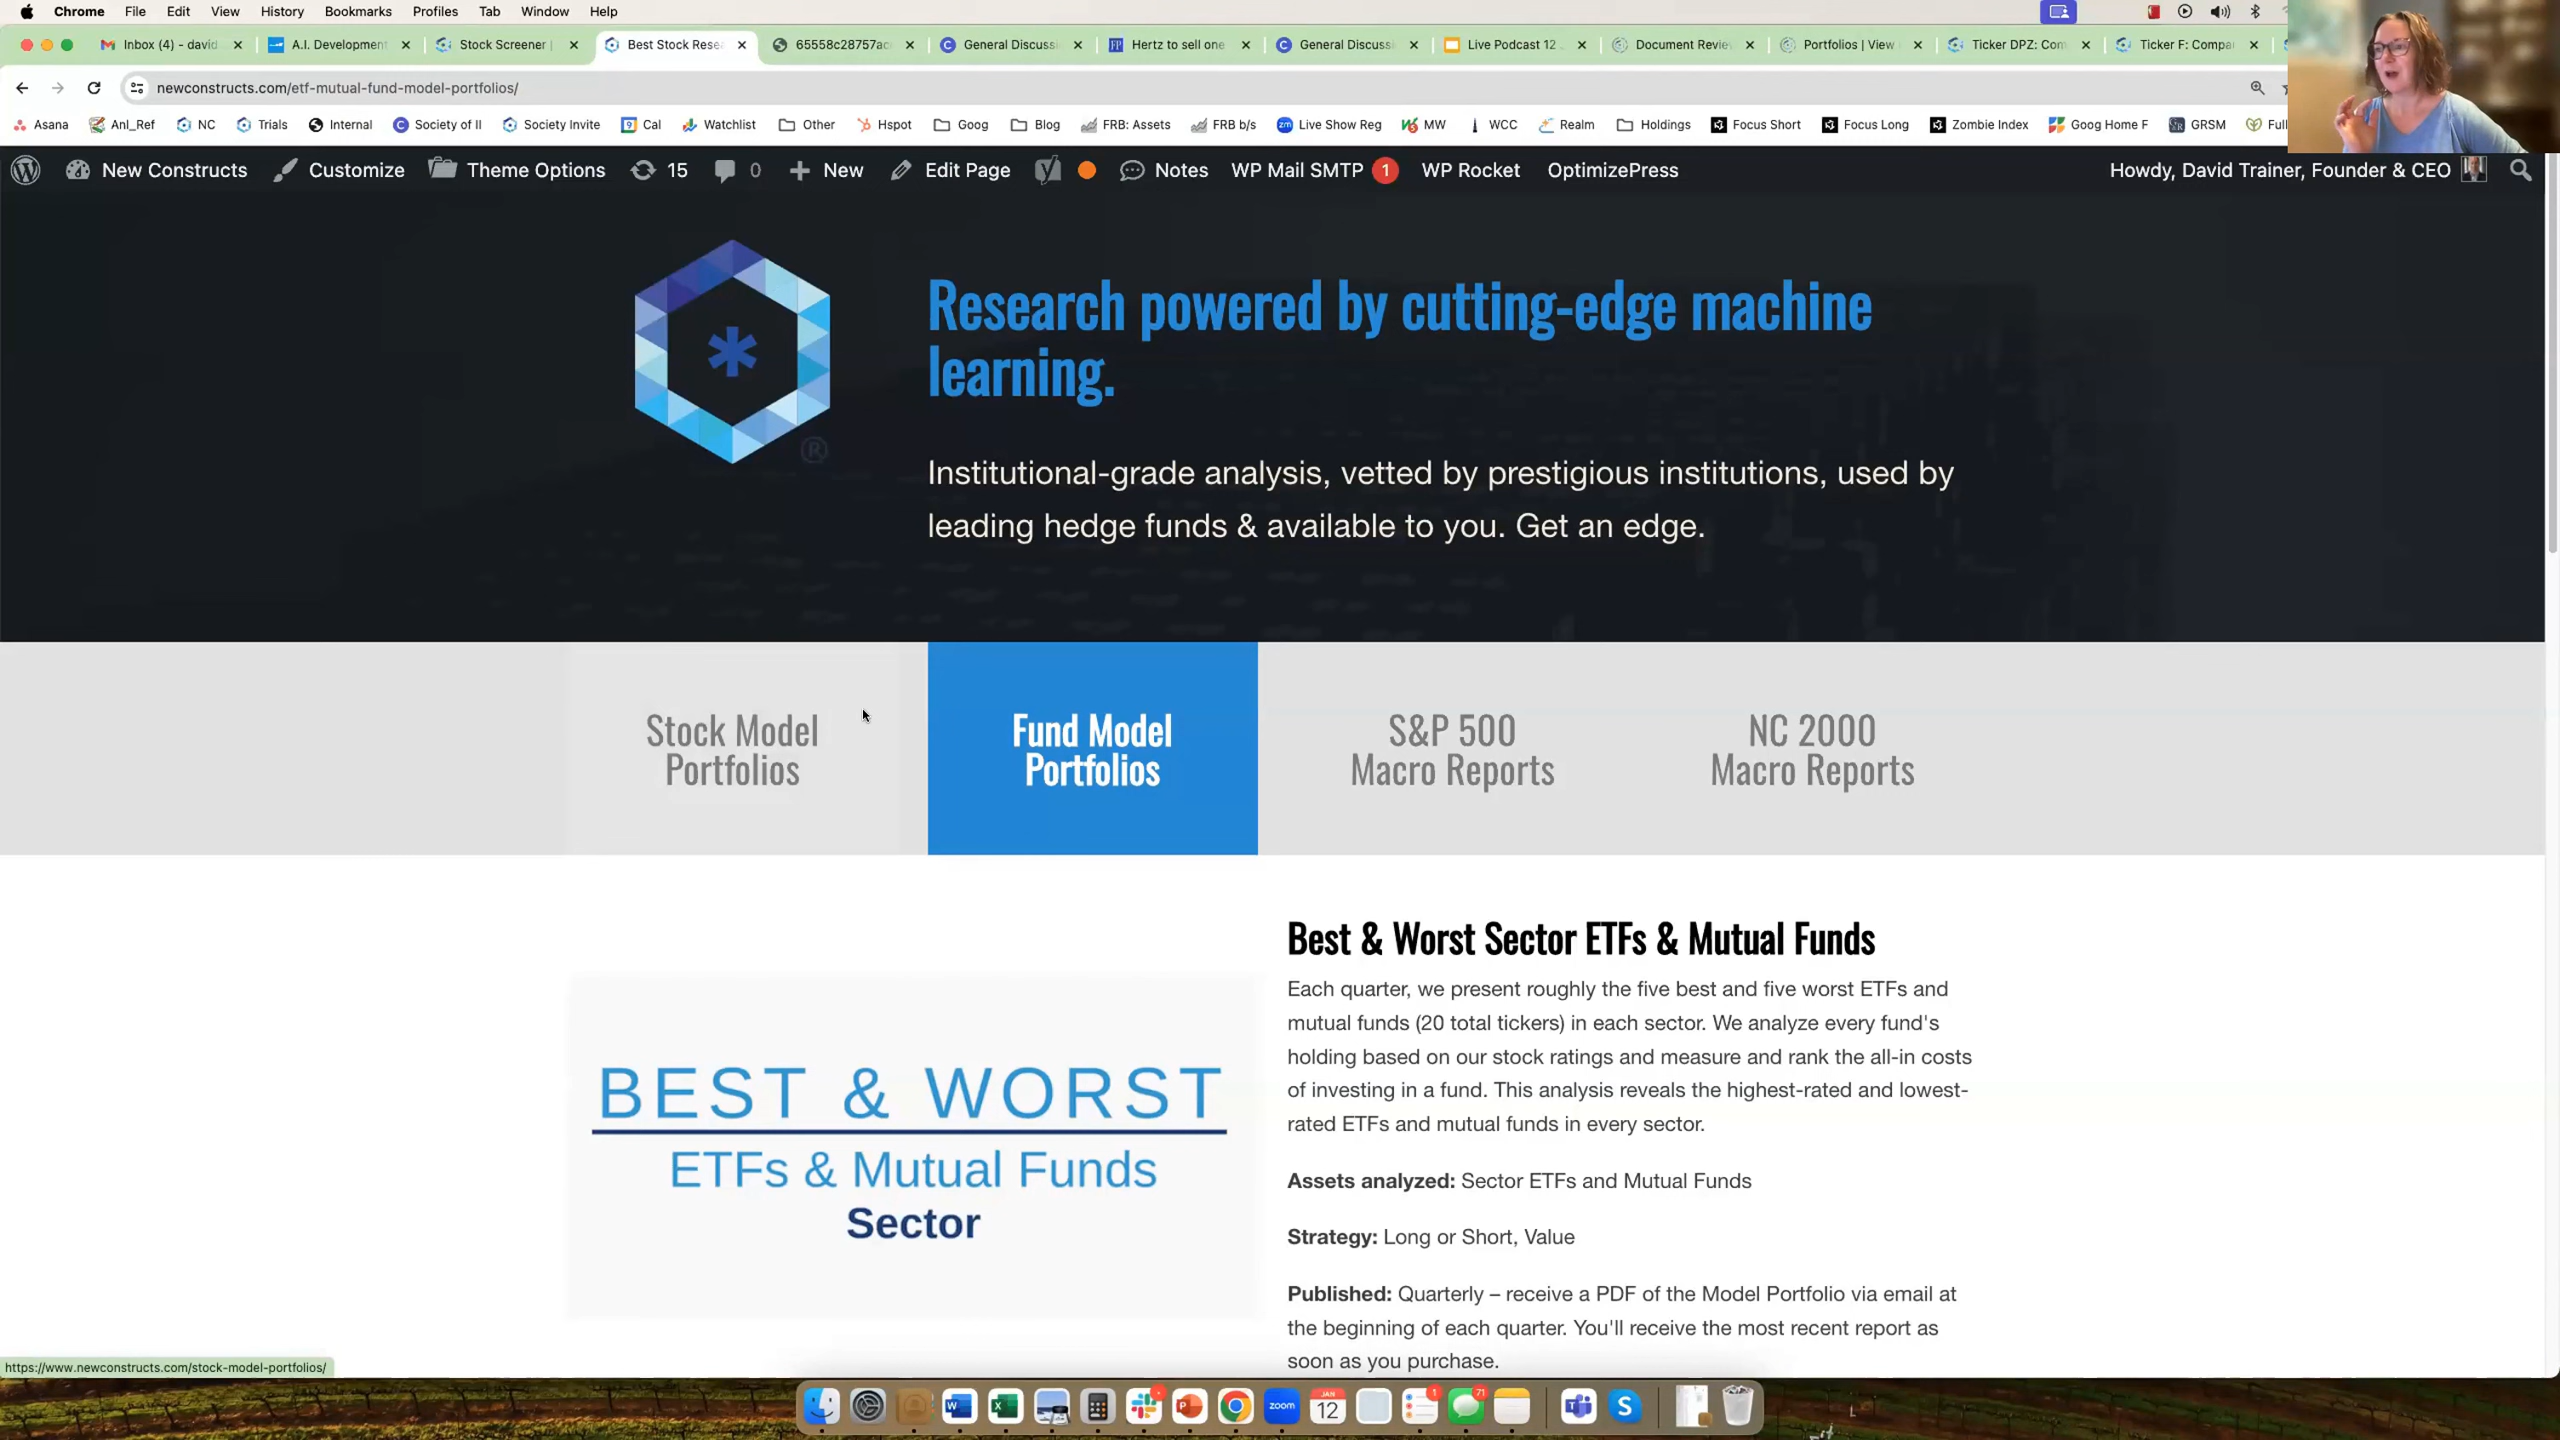 Chrome File Edit View History Bookmarks Profiles Tab Window Help
Inbox (4) - david A.I. Development Stock Screener | Best Stock Rese 65558c28757ac General Discuss Hertz to sell one General Discuss Live Podcast 12 Document Revie Portfolios | View Ticker DPZ: Com Ticker F: Compa
newconstructs.com/etf-mutual-fund-model-portfolios/
Asana Anl_Ref NC Trials Internal Society of II Society Invite Cal Watchlist Other Hspot Goog Blog FRB: Assets FRB b/s Live Show Reg MW WCC Realm Holdings Focus Short Focus Long Zombie Index Goog Home F GRSM Full
New Constructs Customize Theme Options 15 0 New Edit Page Notes WP Mail SMTP 1 WP Rocket OptimizePress Howdy, David Trainer, Founder & CEO
Research powered by cutting-edge machine
learning.
®
Institutional-grade analysis, vetted by prestigious institutions, used by
leading hedge funds & available to you. Get an edge.
Stock Model
Portfolios
Fund Model
Portfolios
S&P 500
Macro Reports
NC 2000
Macro Reports
BEST & WORST
ETFs & Mutual Funds
Sector
Best & Worst Sector ETFs & Mutual Funds
Each quarter, we present roughly the five best and five worst ETFs and
mutual funds (20 total tickers) in each sector. We analyze every fund's
holding based on our stock ratings and measure and rank the all-in costs
of investing in a fund. This analysis reveals the highest-rated and lowest-
rated ETFs and mutual funds in every sector.
Assets analyzed: Sector ETFs and Mutual Funds
Strategy: Long or Short, Value
Published: Quarterly – receive a PDF of the Model Portfolio via email at
the beginning of each quarter. You'll receive the most recent report as
soon as you purchase.
https://www.newconstructs.com/stock-model-portfolios/
zoom JAN 12 1 71